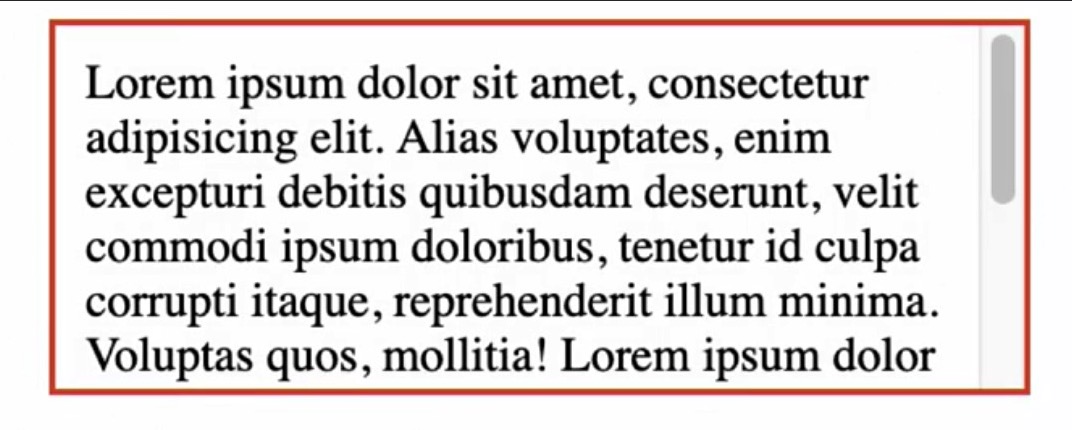 Lorem ipsum dolor sit amet, consectetur
adipisicing elit. Alias voluptates, enim
excepturi debitis quibusdam deserunt, velit
commodi ipsum doloribus, tenetur id culpa
corrupti itaque, reprehenderit illum minima.
Voluptas quos, mollitia! Lorem ipsum dolor